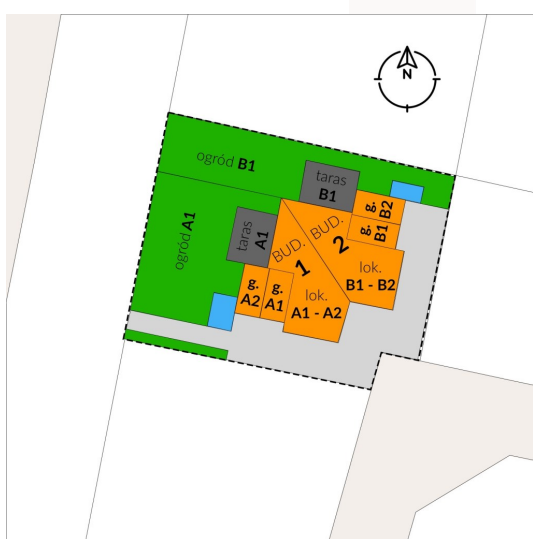 N
ogród B1
taras
B1
g.
B2
g.
B1
ogród A1
taras
A1
BUD.
1
BUD.
2
lok.
B1 - B2
g.
A2
g.
A1
lok.
A1 - A2